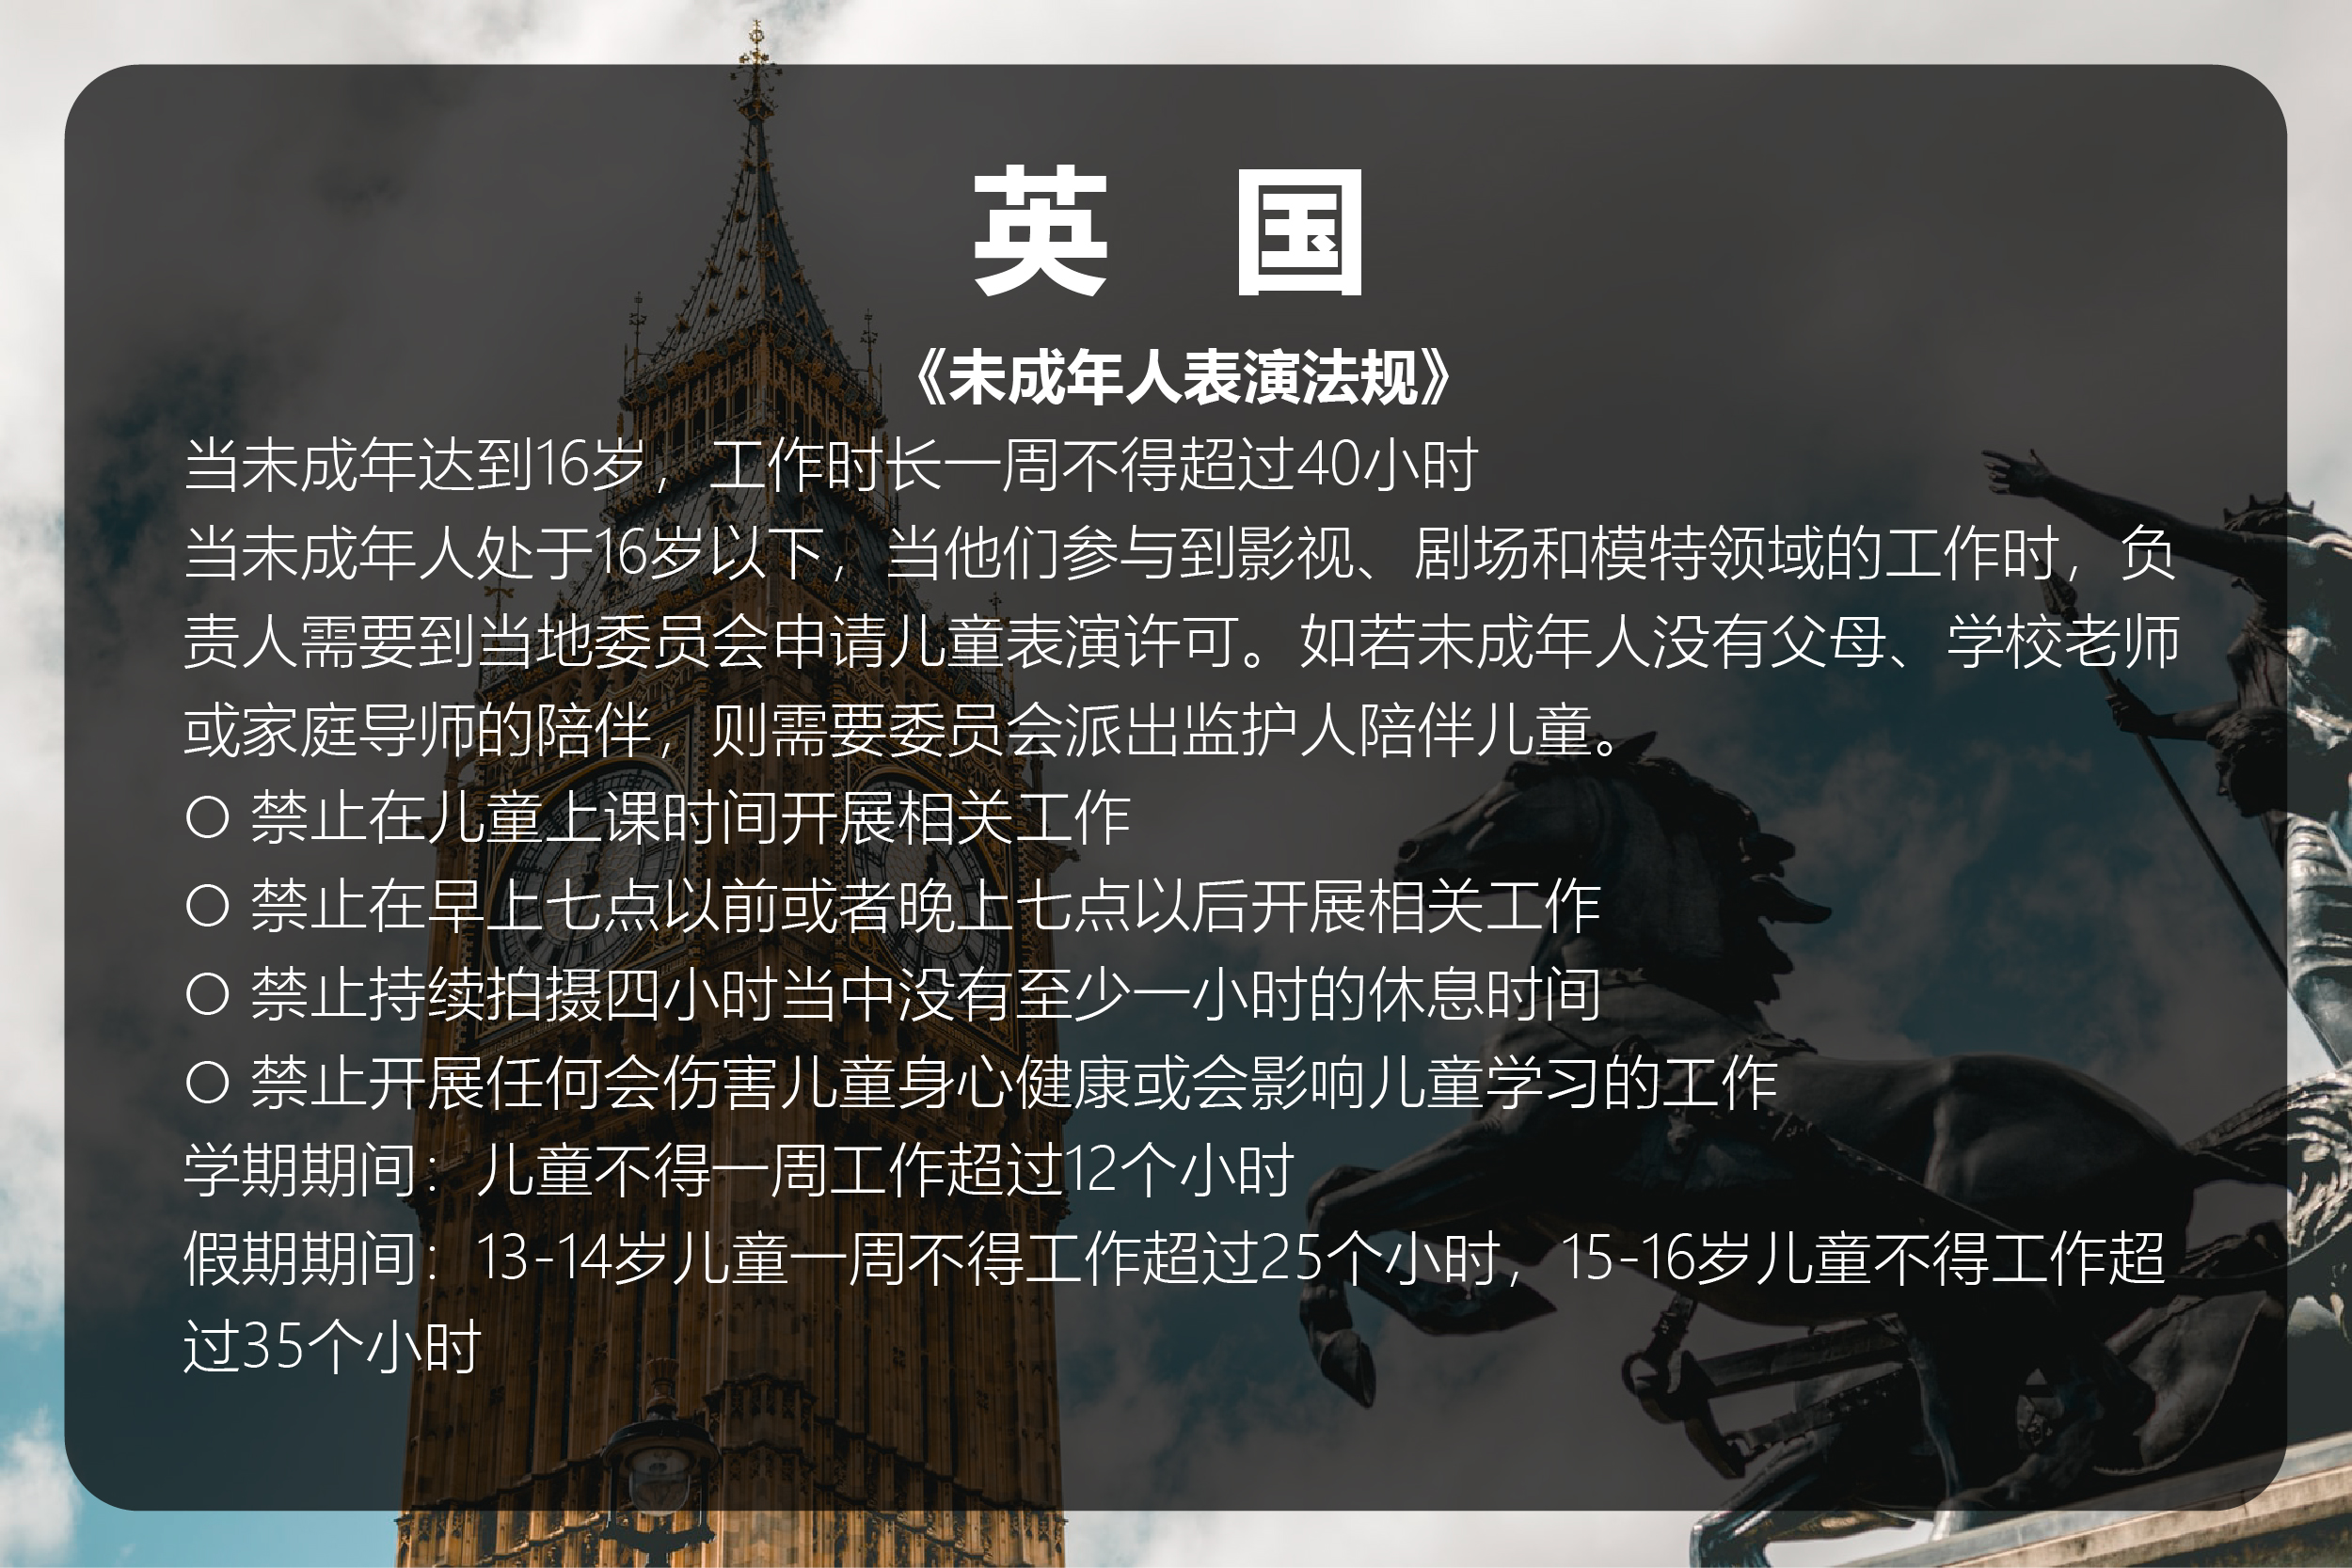 英 国
《未成年人表演法规》
当未成年达到16岁，工作时长一周不得超过40小时
当未成年人处于16岁以下，当他们参与到影视、剧场和模特领域的工作时，负
责人需要到当地委员会申请儿童表演许可。如若未成年人没有父母、学校老师
或家庭导师的陪伴，则需要委员会派出监护人陪伴儿童。
○ 禁止在儿童上课时间开展相关工作
○ 禁止在早上七点以前或者晚上七点以后开展相关工作
○ 禁止持续拍摄四小时当中没有至少一小时的休息时间
○ 禁止开展任何会伤害儿童身心健康或会影响儿童学习的工作
学期期间：儿童不得一周工作超过12个小时
假期期间：13-14岁儿童一周不得工作超过25个小时，15-16岁儿童不得工作超
过35个小时